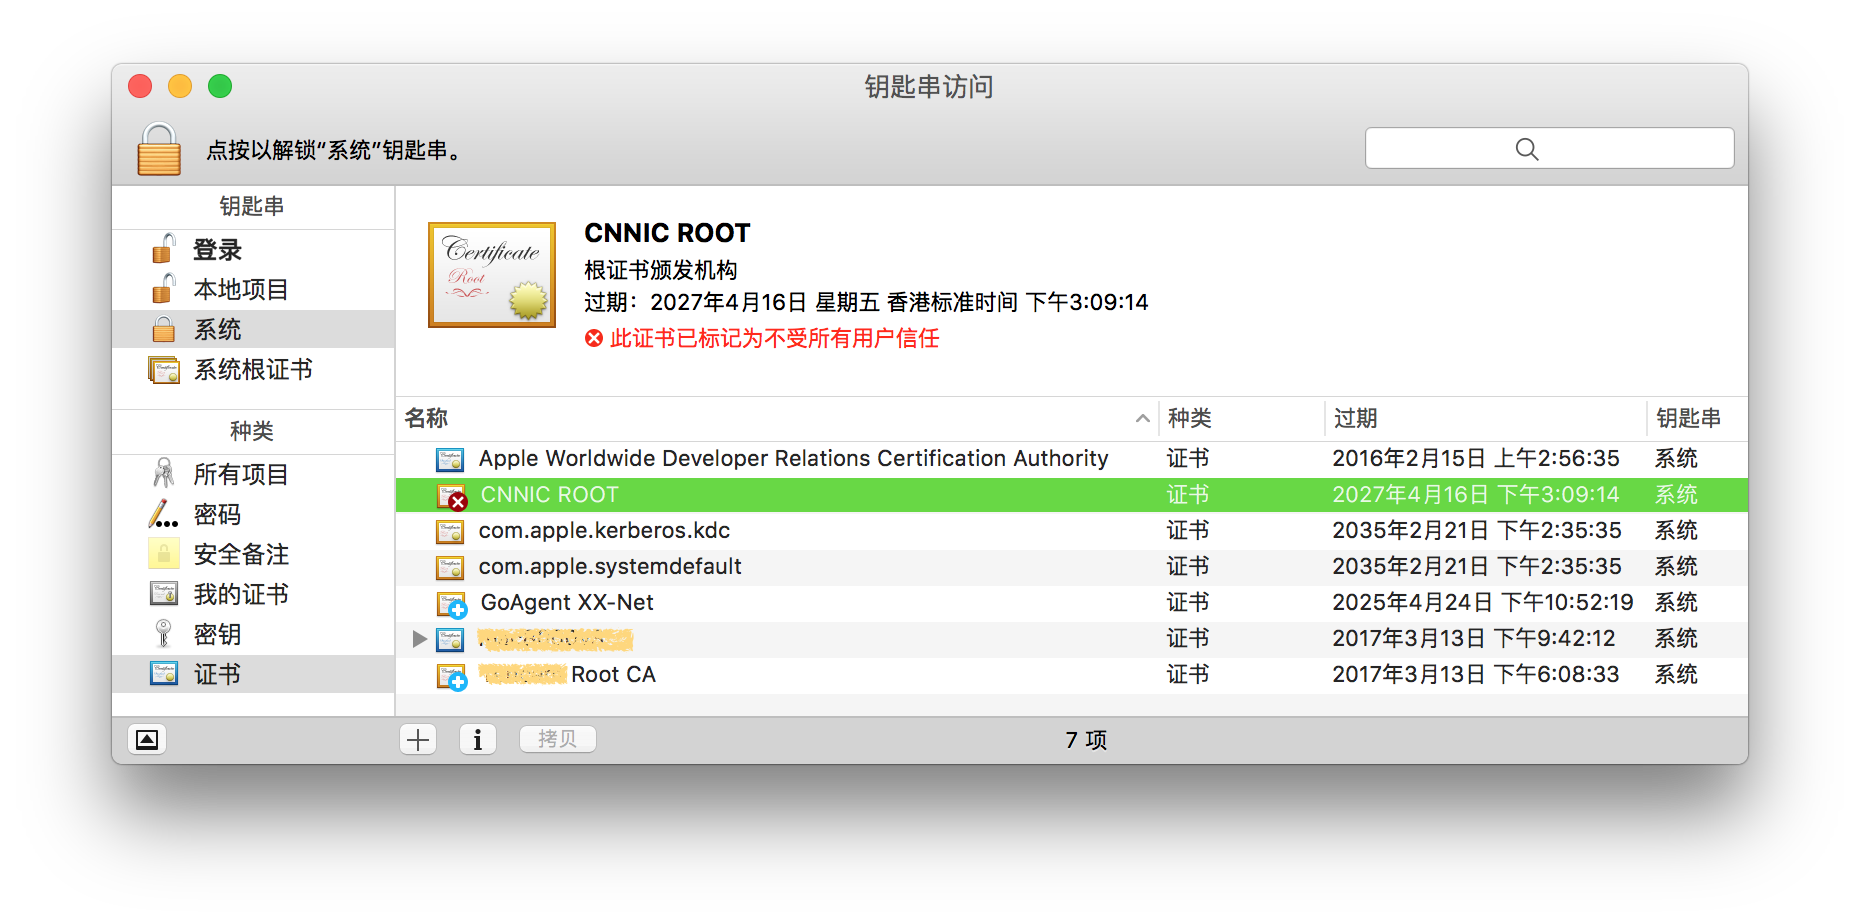 钥匙串访问
点按以解锁“系统”钥匙串。
钥匙串
登录
本地项目
系统
系统根证书
种类
所有项目
密码
安全备注
我的证书
密钥
证书
Certificate
Root
CNNIC ROOT
根证书颁发机构
过期：2027年4月16日 星期五 香港标准时间 下午3:09:14
此证书已标记为不受所有用户信任
名称 种类 过期 钥匙串
Apple Worldwide Developer Relations Certification Authority 证书 2016年2月15日 上午2:56:35 系统
CNNIC ROOT 证书 2027年4月16日 下午3:09:14 系统
com.apple.kerberos.kdc 证书 2035年2月21日 下午2:35:35 系统
com.apple.systemdefault 证书 2035年2月21日 下午2:35:35 系统
GoAgent XX-Net 证书 2025年4月24日 下午10:52:19 系统
证书 2017年3月13日 下午9:42:12 系统
Root CA 证书 2017年3月13日 下午6:08:33 系统
拷贝
7 项